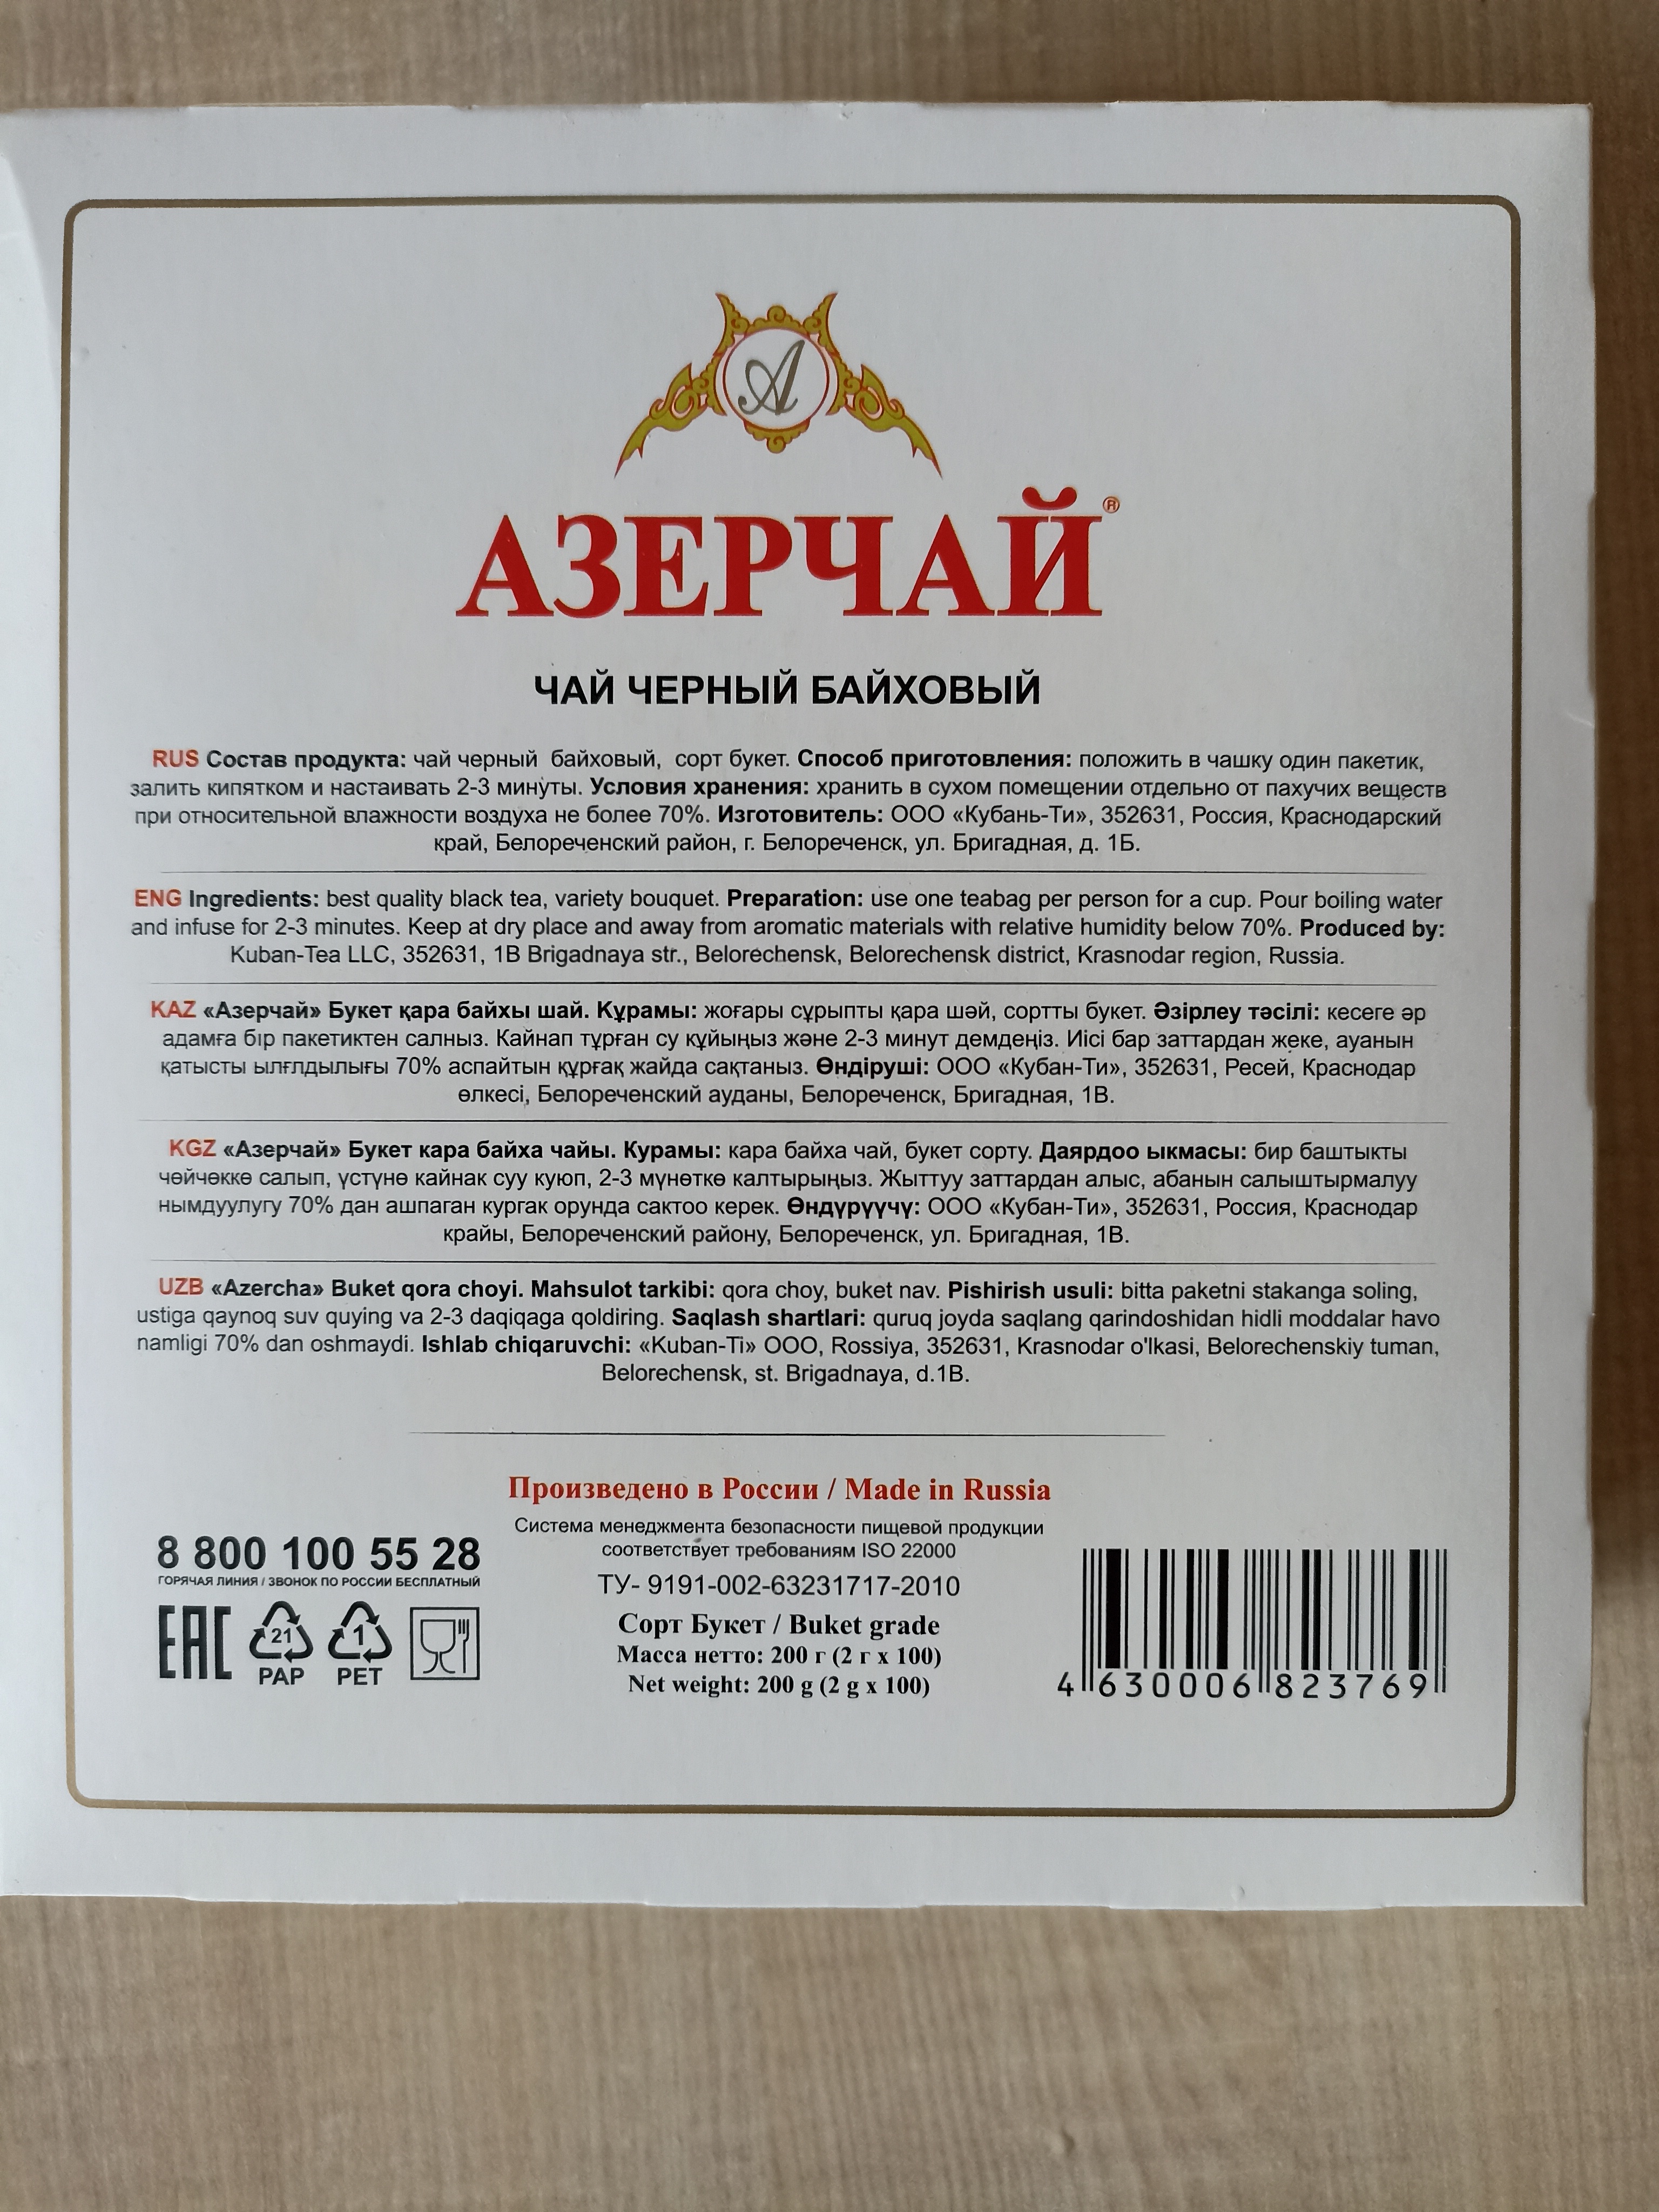 A
АЗЕРЧАЙ®
ЧАЙ ЧЕРНЫЙ БАЙХОВЫЙ
RUS Состав продукта: чай черный байховый, сорт букет. Способ приготовления: положить в чашку один пакетик,
залить кипятком и настаивать 2-3 минуты. Условия хранения: хранить в сухом помещении отдельно от пахучих веществ
при относительной влажности воздуха не более 70%. Изготовитель: ООО «Кубань-Ти», 352631, Россия, Краснодарский
край, Белореченский район, г. Белореченск, ул. Бригадная, д. 1Б.
ENG Ingredients: best quality black tea, variety bouquet. Preparation: use one teabag per person for a cup. Pour boiling water
and infuse for 2-3 minutes. Keep at dry place and away from aromatic materials with relative humidity below 70%. Produced by:
Kuban-Tea LLC, 352631, 1B Brigadnaya str., Belorechensk, Belorechensk district, Krasnodar region, Russia.
KAZ «Азерчай» Букет қара байхы шай. Құрамы: жоғары сұрыпты қара шәй, сортты букет. Әзірлеу тәсілі: кесеге әр
адамға бір пакетиктен салныз. Кайнап тұрған су құйыңыз және 2-3 минут демдеңіз. Иісі бар заттардан жеке, ауанын
қатысты ылғлдылығы 70% аспайтын құрғақ жайда сақтаныз. Өндіруші: ООО «Кубан-Ти», 352631, Ресей, Краснодар
өлкесі, Белореченский ауданы, Белореченск, Бригадная, 1В.
KGZ «Азерчай» Букет кара байха чайы. Курамы: кара байха чай, букет сорту. Даярдоо ыкмасы: бир баштыкты
чөйчөккө салып, үстүнө кайнак суу куюп, 2-3 мүнөткө калтырыңыз. Жыттуу заттардан алыс, абанын салыштырмалуу
нымдуулугу 70% дан ашпаган кургак орунда сактоо керек. Өндүрүүчү: ООО «Кубан-Ти», 352631, Россия, Краснодар
крайы, Белореченский району, Белореченск, ул. Бригадная, 1В.
UZB «Azercha» Buket qora choyi. Mahsulot tarkibi: qora choy, buket nav. Pishirish usuli: bitta paketni stakanga soling,
ustiga qaynoq suv quying va 2-3 daqiqaga qoldiring. Saqlash shartlari: quruq joyda saqlang qarindoshidan hidli moddalar havo
namligi 70% dan oshmaydi. Ishlab chiqaruvchi: «Kuban-Ti» OOO, Rossiya, 352631, Krasnodar o'lkasi, Belorechenskiy tuman,
Belorechensk, st. Brigadnaya, d.1B.
Произведено в России / Made in Russia
Система менеджмента безопасности пищевой продукции
соответствует требованиям ISO 22000
ТУ- 9191-002-63231717-2010
Сорт Букет / Buket grade
Масса нетто: 200 г (2 г х 100)
Net weight: 200 g (2 g x 100)
8 800 100 55 28
ГОРЯЧАЯ ЛИНИЯ / ЗВОНОК ПО РОССИИ БЕСПЛАТНЫЙ
EAC
21
PAP
1
PET
4 630006 823769